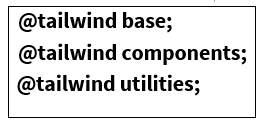 @tailwind base;
@tailwind components;
@tailwind utilities;